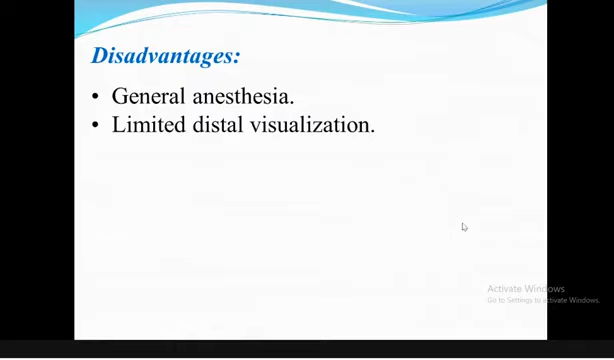 Disadvantages:
• General anesthesia.
• Limited distal visualization.
Activate Windows
Go to Settings to activate Windows.